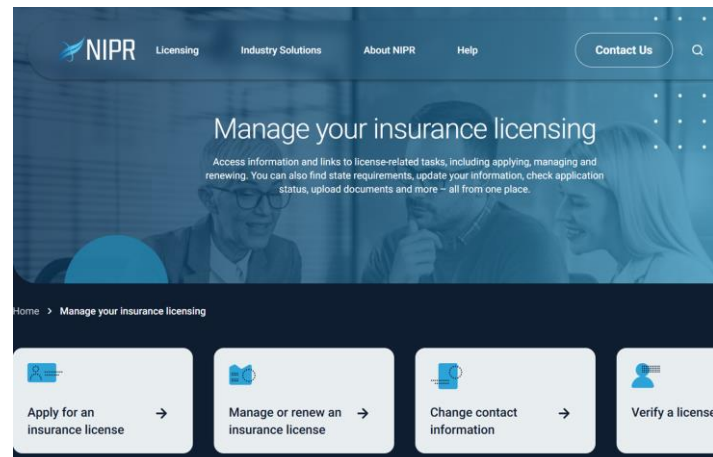 NIPR
Licensing
Industry Solutions
About NIPR
Help
Contact Us
Manage your insurance licensing
Access information and links to license-related tasks, including applying, managing and
renewing. You can also find state requirements, update your information, check application
status, upload documents and more – all from one place.
Home > Manage your insurance licensing
Apply for an
insurance license
Manage or renew an
insurance license
Change contact
information
Verify a license